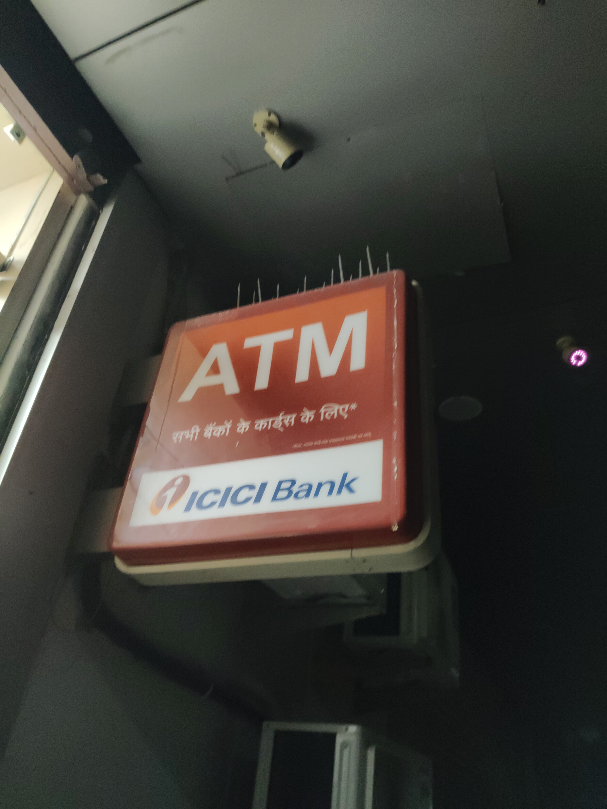 ATM
सभी बैंकों के कार्ड्स के लिए*
ICICI Bank